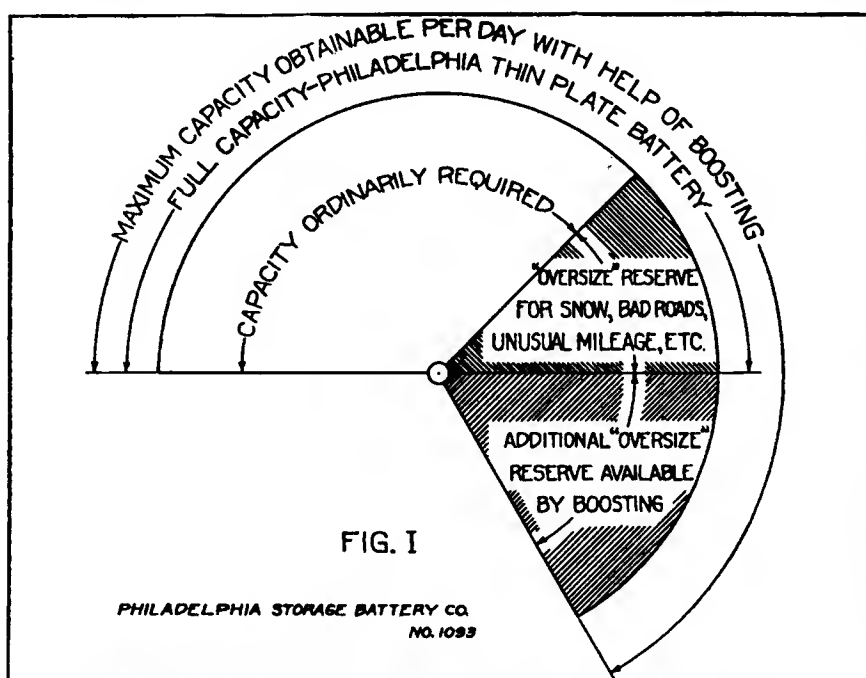 MAXIMUM CAPACITY OBTAINABLE PER DAY WITH HELP OF BOOSTING
FULL CAPACITY-PHILADELPHIA THIN PLATE BATTERY
CAPACITY ORDINARILY REQUIRED
"OVERSIZE" RESERVE
FOR SNOW, BAD ROADS,
UNUSUAL MILEAGE, ETC.
ADDITIONAL "OVERSIZE"
RESERVE AVAILABLE
BY BOOSTING
FIG. I
PHILADELPHIA STORAGE BATTERY CO.
NO. 1093